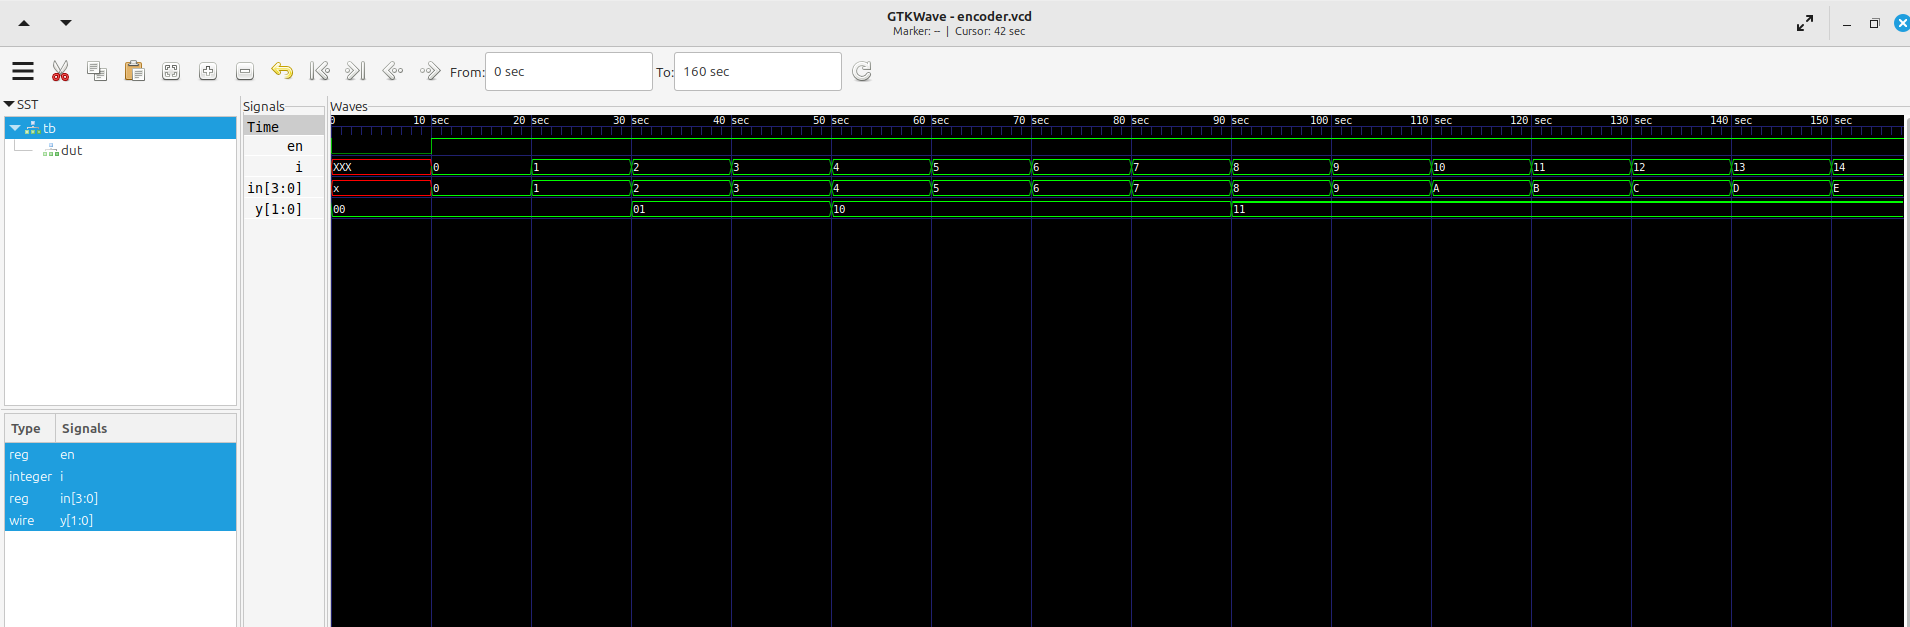 GTKWave - encoder.vcd
Marker: -- | Cursor: 42 sec
From: 0 sec To: 160 sec
SST
tb
dut
Type Signals
reg en
integer i
reg in[3:0]
wire y[1:0]
Signals
Time
en
i
in[3:0]
y[1:0]
Waves
0 10 sec 20 sec 30 sec 40 sec 50 sec 60 sec 70 sec 80 sec 90 sec 100 sec 110 sec 120 sec 130 sec 140 sec 150 sec
XXX 0 1 2 3 4 5 6 7 8 9 10 11 12 13 14
x 0 1 2 3 4 5 6 7 8 9 A B C D E
00 01 10 11